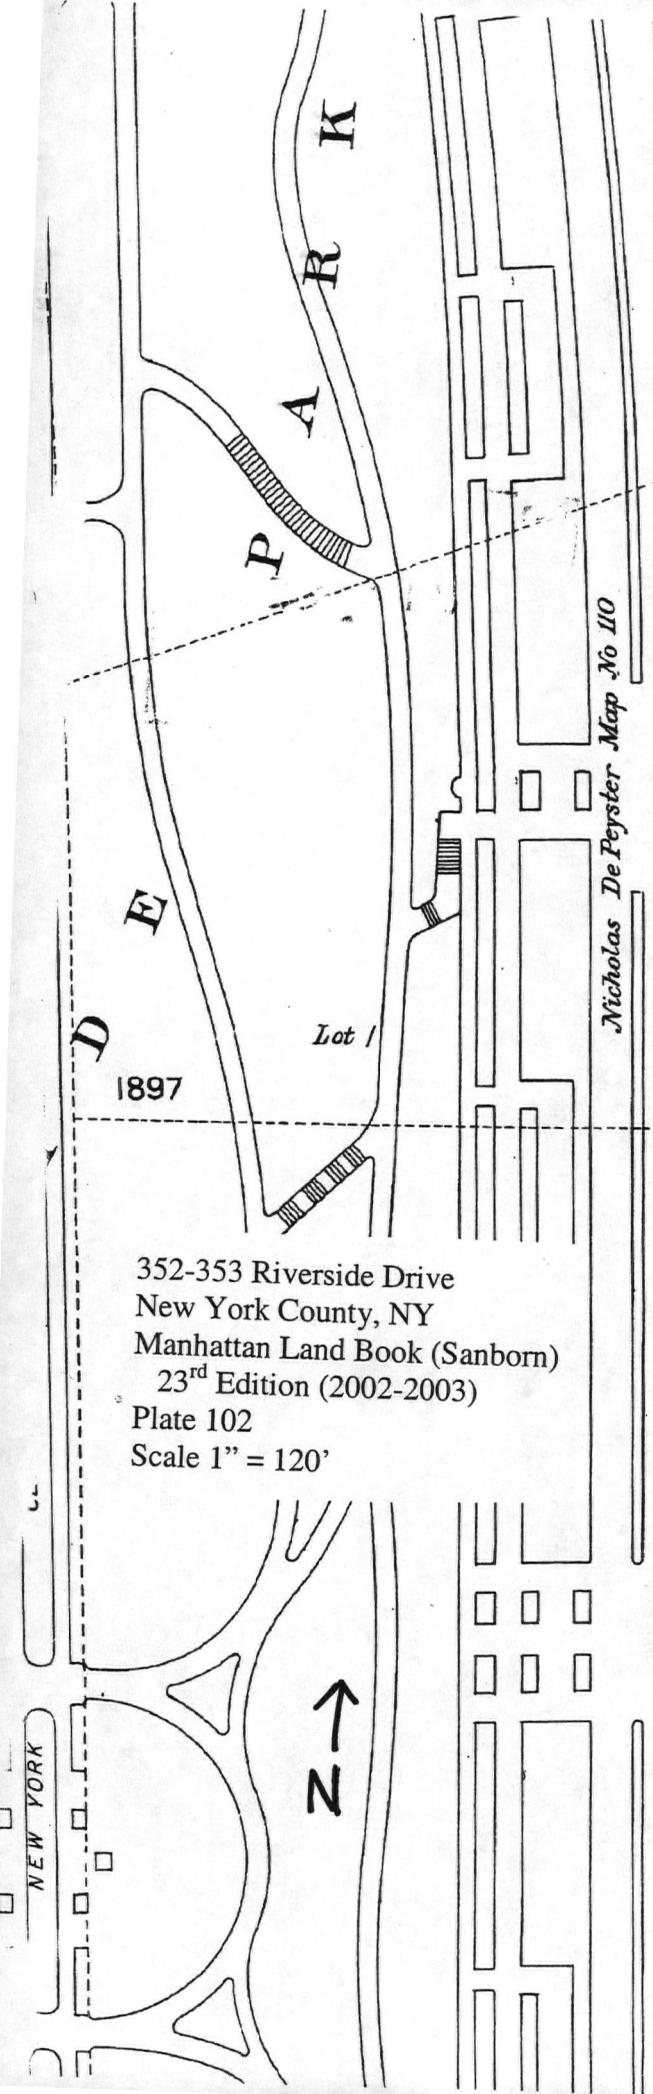 D E P A R K
Nicholas De Peyster Map No 110
Lot 1
1897
352-353 Riverside Drive
New York County, NY
Manhattan Land Book (Sanborn)
23rd Edition (2002-2003)
Plate 102
Scale 1” = 120’
N
NEW YORK